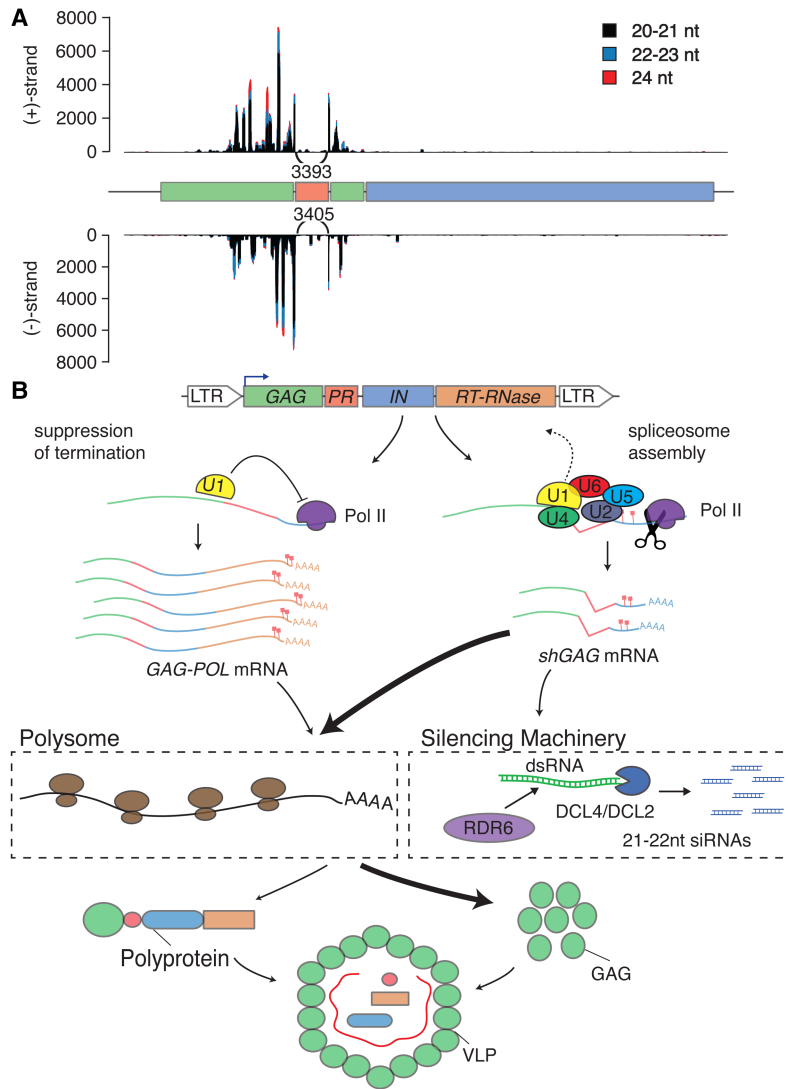 A
8000
6000
4000
2000
0
(+)-strand
20-21 nt
22-23 nt
24 nt
3393
3405
0
2000
4000
6000
8000
(-)-strand
B
LTR
GAG
PR
IN
RT-RNase
LTR
suppression
of termination
spliceosome
assembly
U1
Pol II
U1
U6
U5
U4
U2
Pol II
AAAA
AAAA
AAAA
AAAA
AAAA
AAAA
AAAA
GAG-POL mRNA
shGAG mRNA
Polysome
Silencing Machinery
AAAA
dsRNA
RDR6
DCL4/DCL2
21-22nt siRNAs
Polyprotein
GAG
VLP